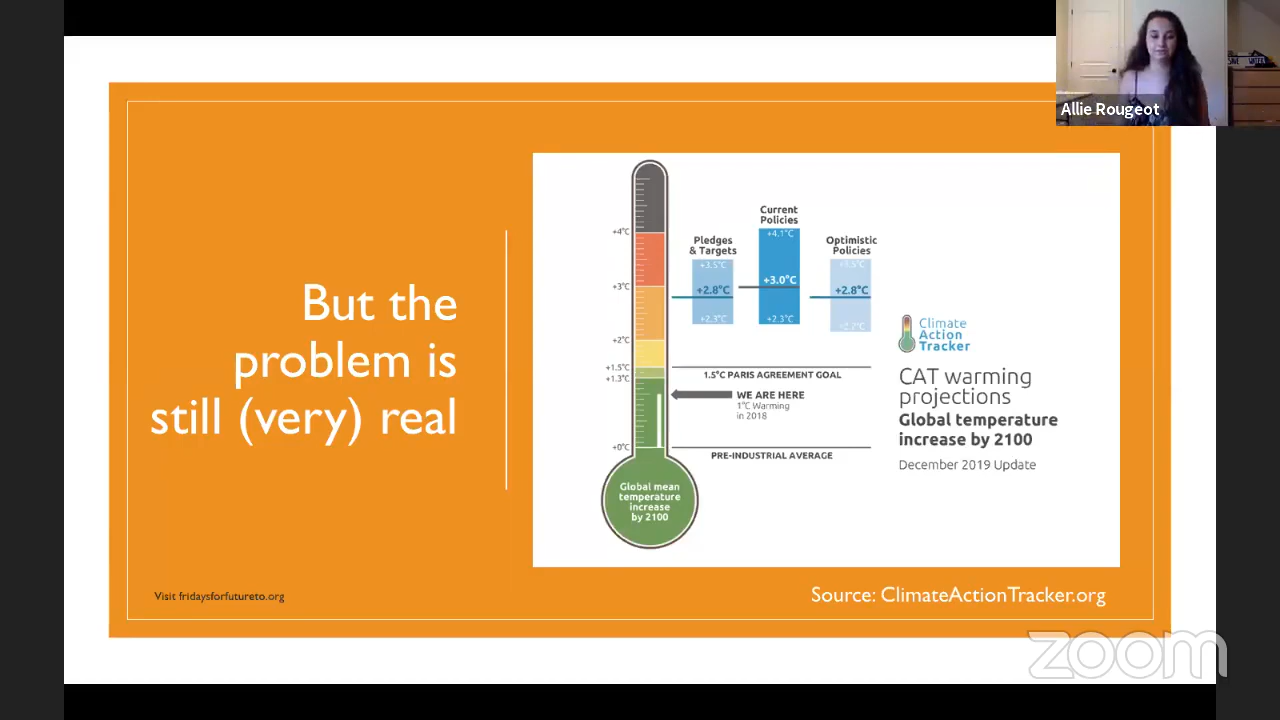 Allie Rougeot
But the
problem is
still (very) real
Visit fridaysforfutureto.org
+4°C
+3°C
+2°C
+1.5°C
+1.3°C
+0°C
Global mean
temperature
increase
by 2100
Pledges
& Targets
+3.5°C
+2.8°C
+2.3°C
Current
Policies
+4.1°C
+3.0°C
+2.3°C
Optimistic
Policies
+2.8°C
1.5°C PARIS AGREEMENT GOAL
WE ARE HERE
1°C Warming
in 2018
PRE-INDUSTRIAL AVERAGE
Climate
Action
Tracker
CAT warming
projections
Global temperature
increase by 2100
December 2019 Update
Source: ClimateActionTracker.org
zoom